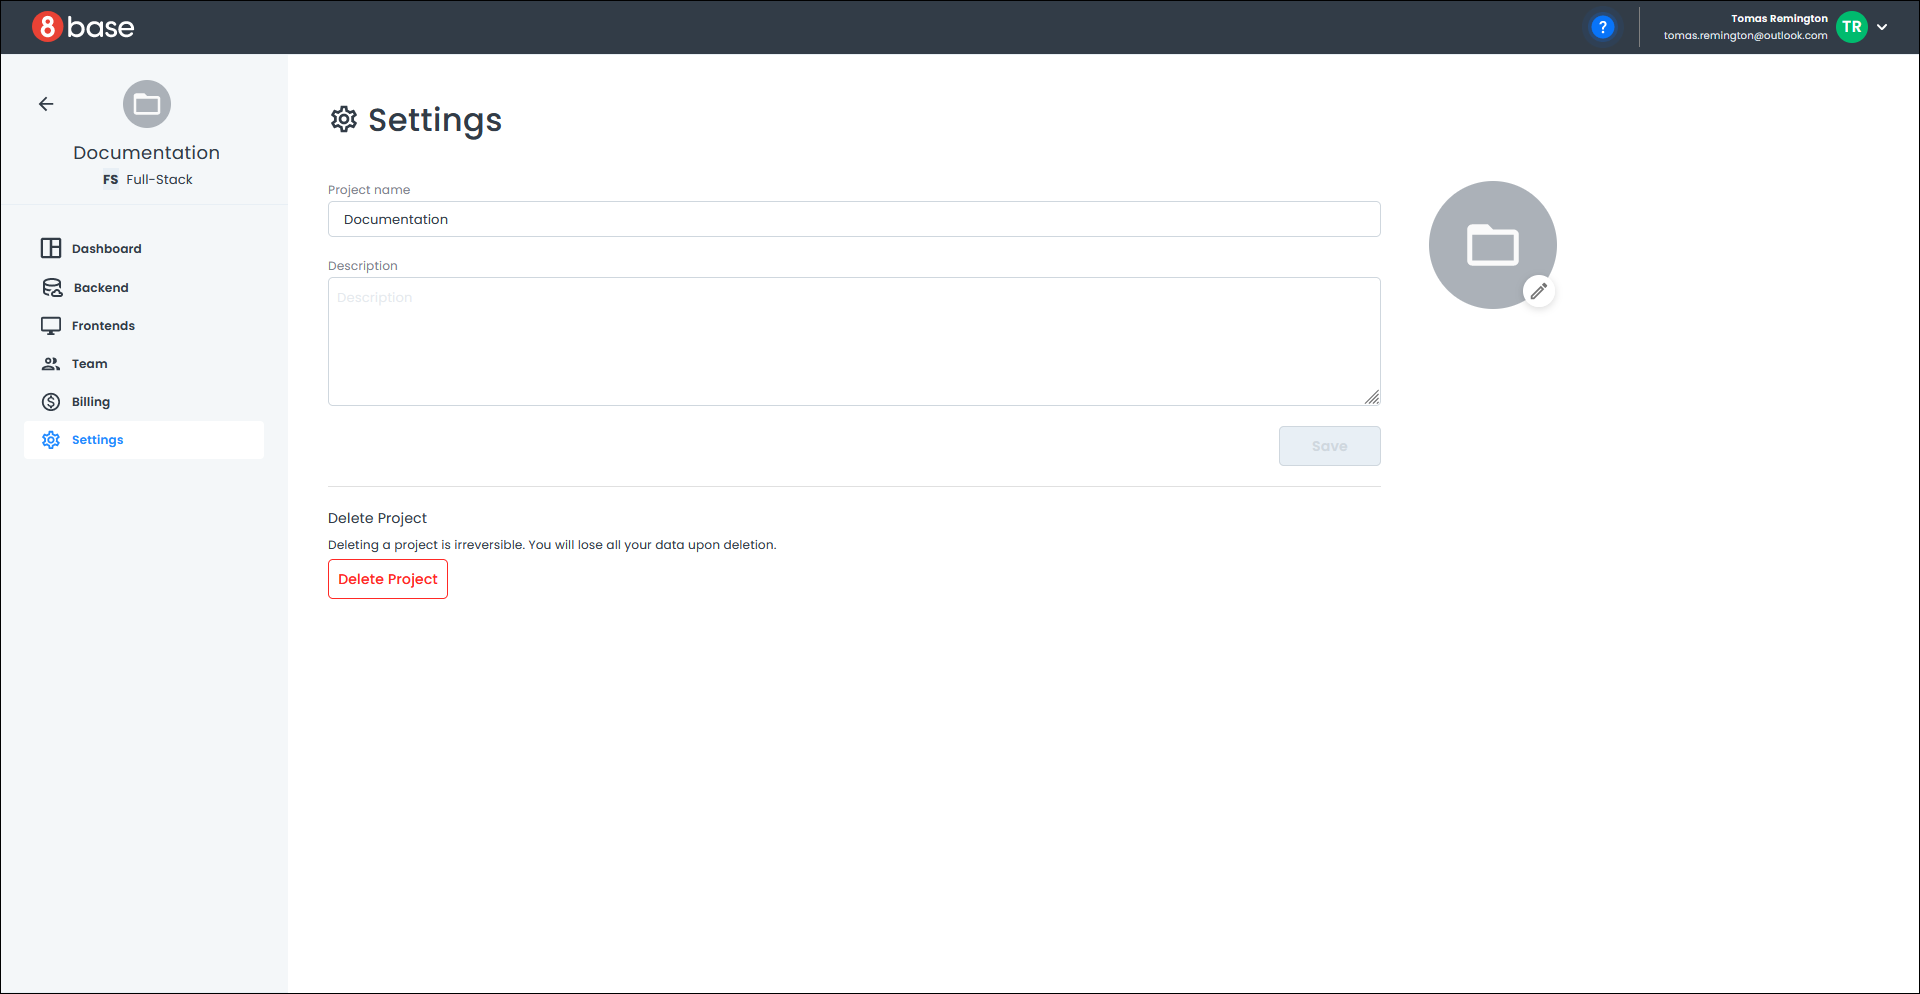 8base
?
Tomas Remington
tomas.remington@outlook.com
TR
Documentation
FS Full-Stack
Dashboard
Backend
Frontends
Team
Billing
Settings
Settings
Project name
Documentation
Description
Description
Save
Delete Project
Deleting a project is irreversible. You will lose all your data upon deletion.
Delete Project